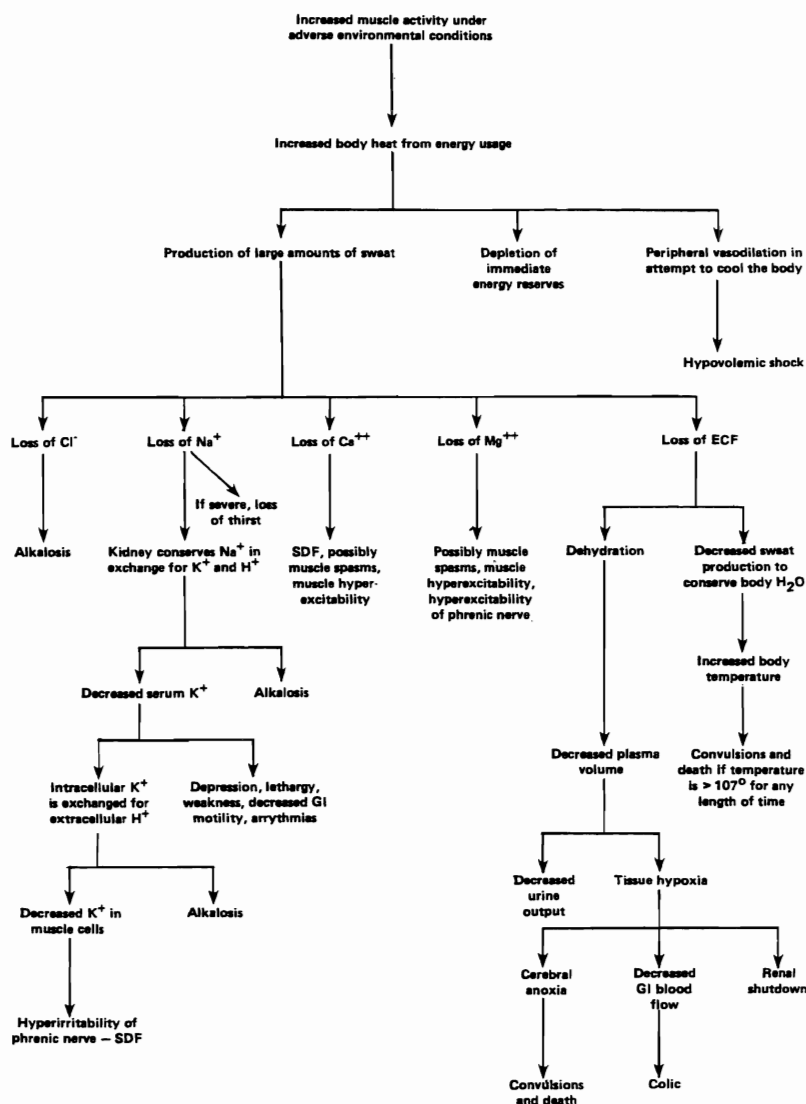 Increased muscle activity under
adverse environmental conditions
Increased body heat from energy usage
Production of large amounts of sweat
Depletion of
immediate
energy reserves
Peripheral vasodilation in
attempt to cool the body
Hypovolemic shock
Loss of Cl⁻
Loss of Na⁺
Loss of Ca⁺⁺
Loss of Mg⁺⁺
Loss of ECF
If severe, loss
of thirst
Alkalosis
Kidney conserves Na⁺ in
exchange for K⁺ and H⁺
SDF, possibly
muscle spasms,
muscle hyper-
excitability
Possibly muscle
spasms, muscle
hyperexcitability,
hyperexcitability
of phrenic nerve
Dehydration
Decreased sweat
production to
conserve body H₂O
Decreased serum K⁺
Alkalosis
Increased body
temperature
Intracellular K⁺
is exchanged for
extracellular H⁺
Depression, lethargy,
weakness, decreased GI
motility, arrythmias
Decreased plasma
volume
Convulsions and
death if temperature
is > 107° for any
length of time
Decreased K⁺ in
muscle cells
Alkalosis
Decreased
urine
output
Tissue hypoxia
Hyperirritability of
phrenic nerve – SDF
Cerebral
anoxia
Decreased
GI blood
flow
Renal
shutdown
Convulsions
and death
Colic